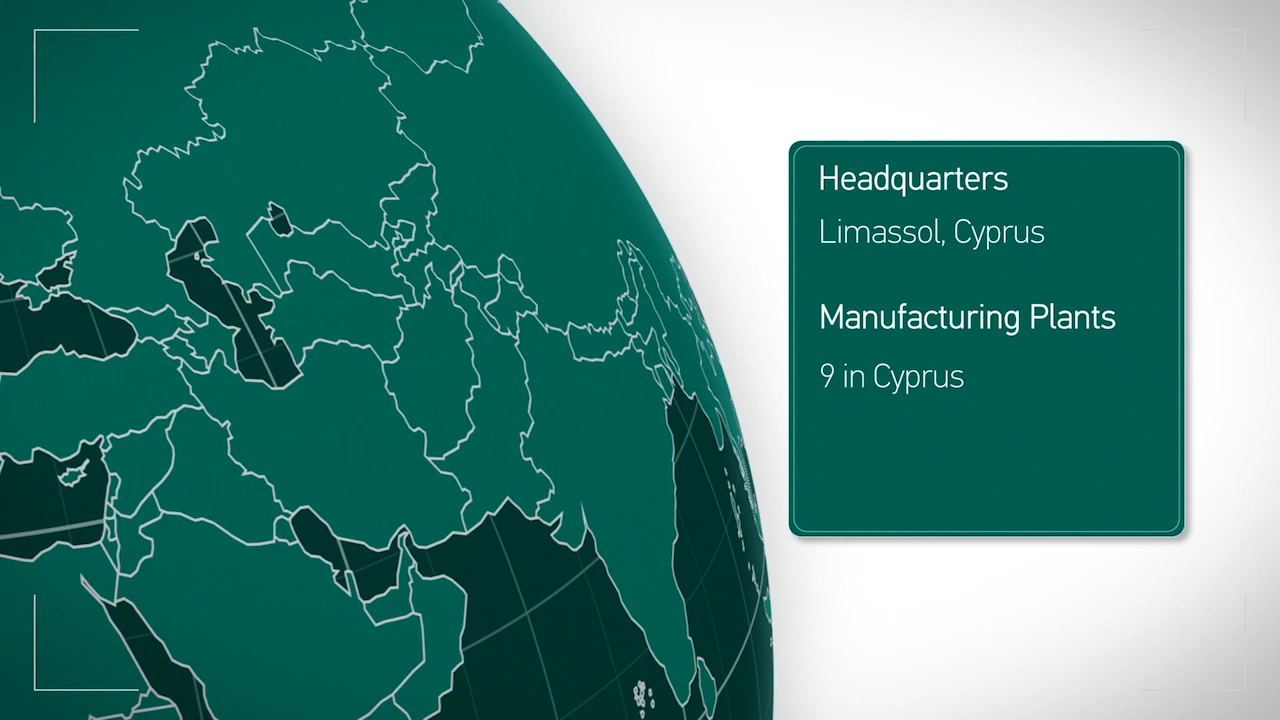 Headquarters
Limassol, Cyprus
Manufacturing Plants
9 in Cyprus